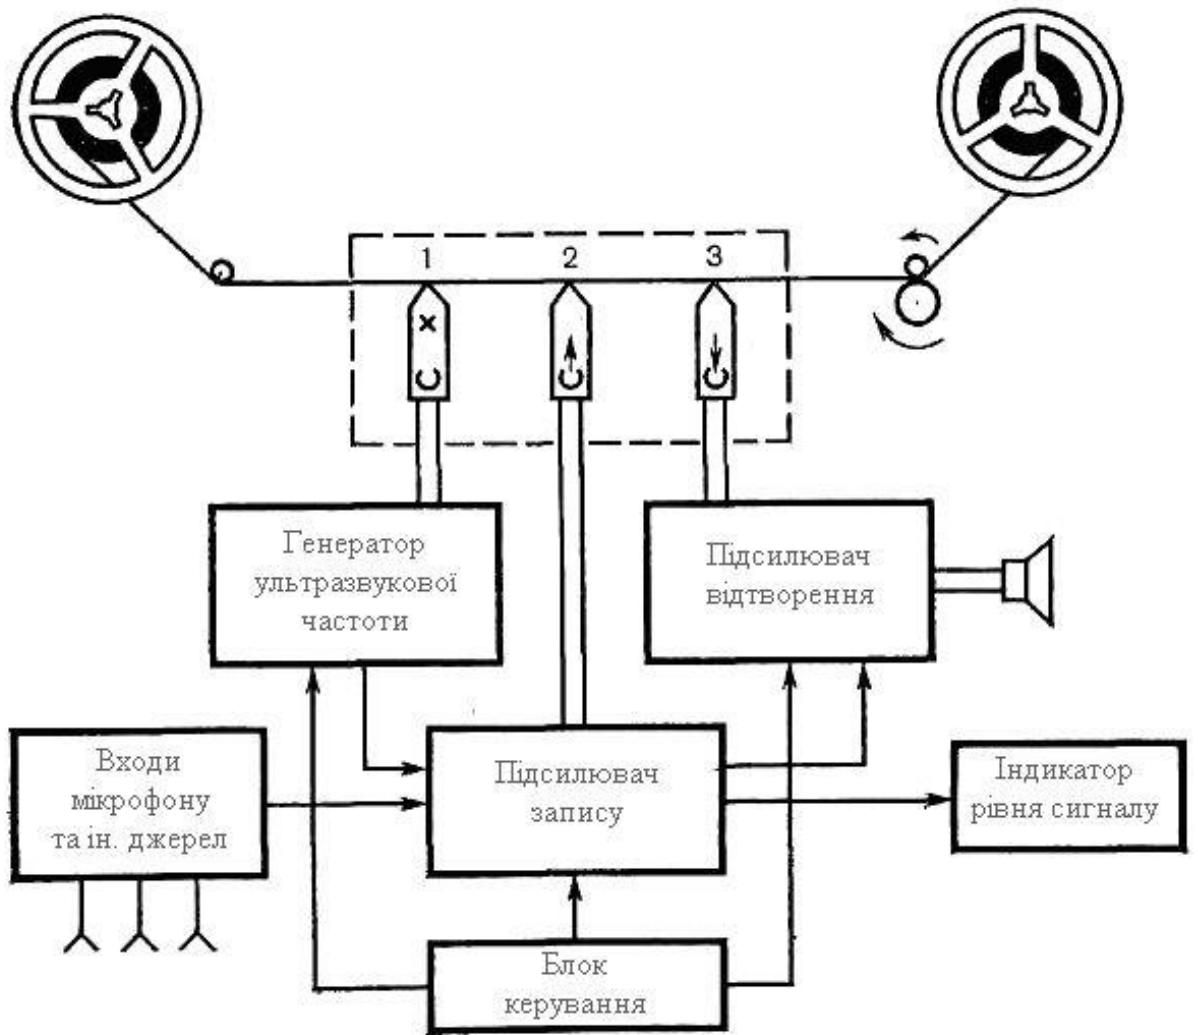 1 2 3
Генератор
ультразвукової
частоти
Підсилювач
відтворення
Входи
мікрофону
та ін. джерел
Підсилювач
запису
Індикатор
рівня сигналу
Блок
керування